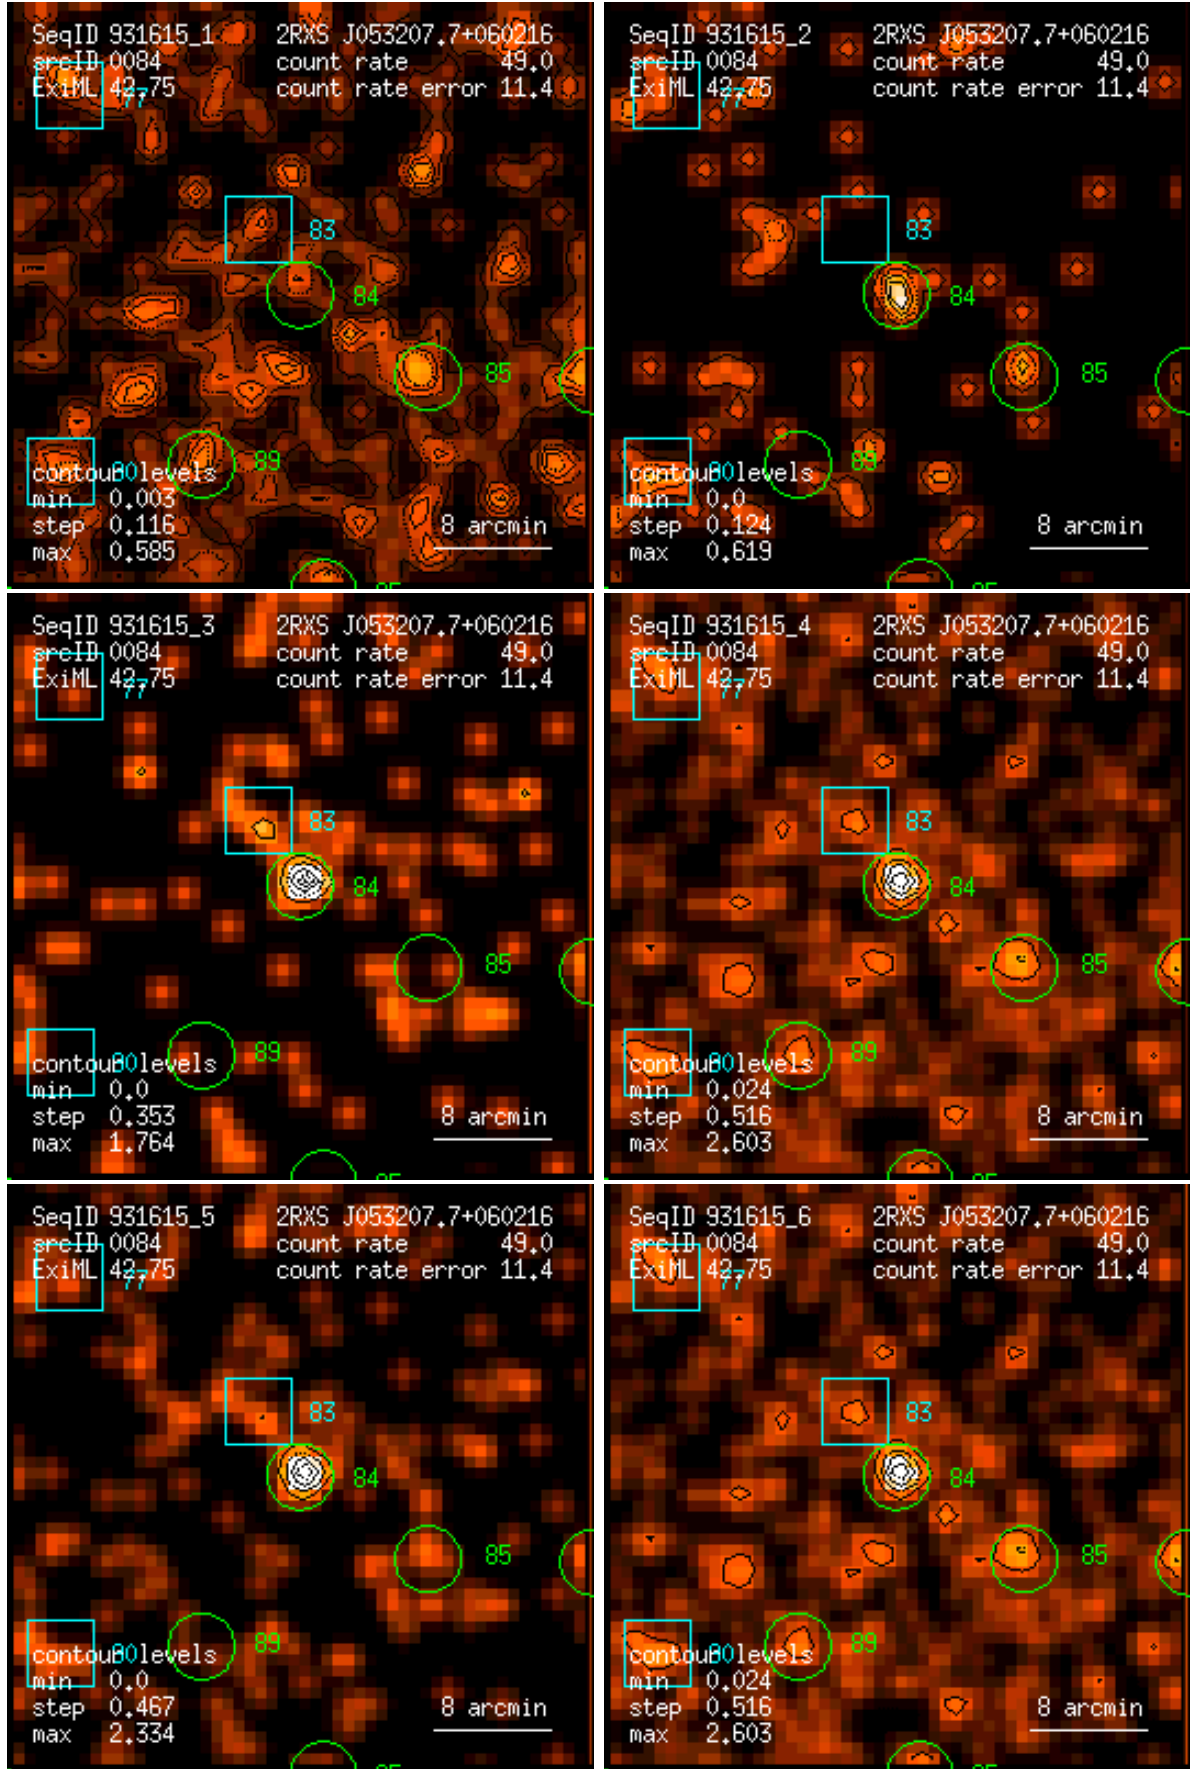 SeqID 931615_1 2RXS J053207.7+060216
srcID 0084 count rate 49.0
ExiML 42.75 77 count rate error 11.4
83
84
85
89
contour levels 80
min 0.003
step 0.116 8 arcmin
max 0.585
SeqID 931615_2 2RXS J053207.7+060216
srcID 0084 count rate 49.0
ExiML 42.75 77 count rate error 11.4
83
84
85
89
contour levels 80
min 0.0
step 0.124 8 arcmin
max 0.619
SeqID 931615_3 2RXS J053207.7+060216
srcID 0084 count rate 49.0
ExiML 42.75 77 count rate error 11.4
83
84
85
89
contour levels 80
min 0.0
step 0.353 8 arcmin
max 1.764
SeqID 931615_4 2RXS J053207.7+060216
srcID 0084 count rate 49.0
ExiML 42.75 77 count rate error 11.4
83
84
85
89
contour levels 80
min 0.024
step 0.516 8 arcmin
max 2.603
SeqID 931615_5 2RXS J053207.7+060216
srcID 0084 count rate 49.0
ExiML 42.75 77 count rate error 11.4
83
84
85
89
contour levels 80
min 0.0
step 0.467 8 arcmin
max 2.334
SeqID 931615_6 2RXS J053207.7+060216
srcID 0084 count rate 49.0
ExiML 42.75 77 count rate error 11.4
83
84
85
89
contour levels 80
min 0.024
step 0.516 8 arcmin
max 2.603